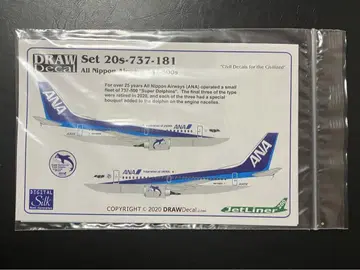 DRAW Decal
Set 20s-737-181
All Nippon
"Civil Decals for the Civilians"
For over 25 years All Nippon Airways (ANA) operated a small
fleet of 737-500 "Super Dolphins". The final three of the type
were retired in 2020, and each of the three had a special
bouquet added to the dolphin on the engine nacelles.
ANA
ANA
ANA
ANA
DIGITAL
Silk
COPYRIGHT © 2020 DRAWDecal.com
JetLiner